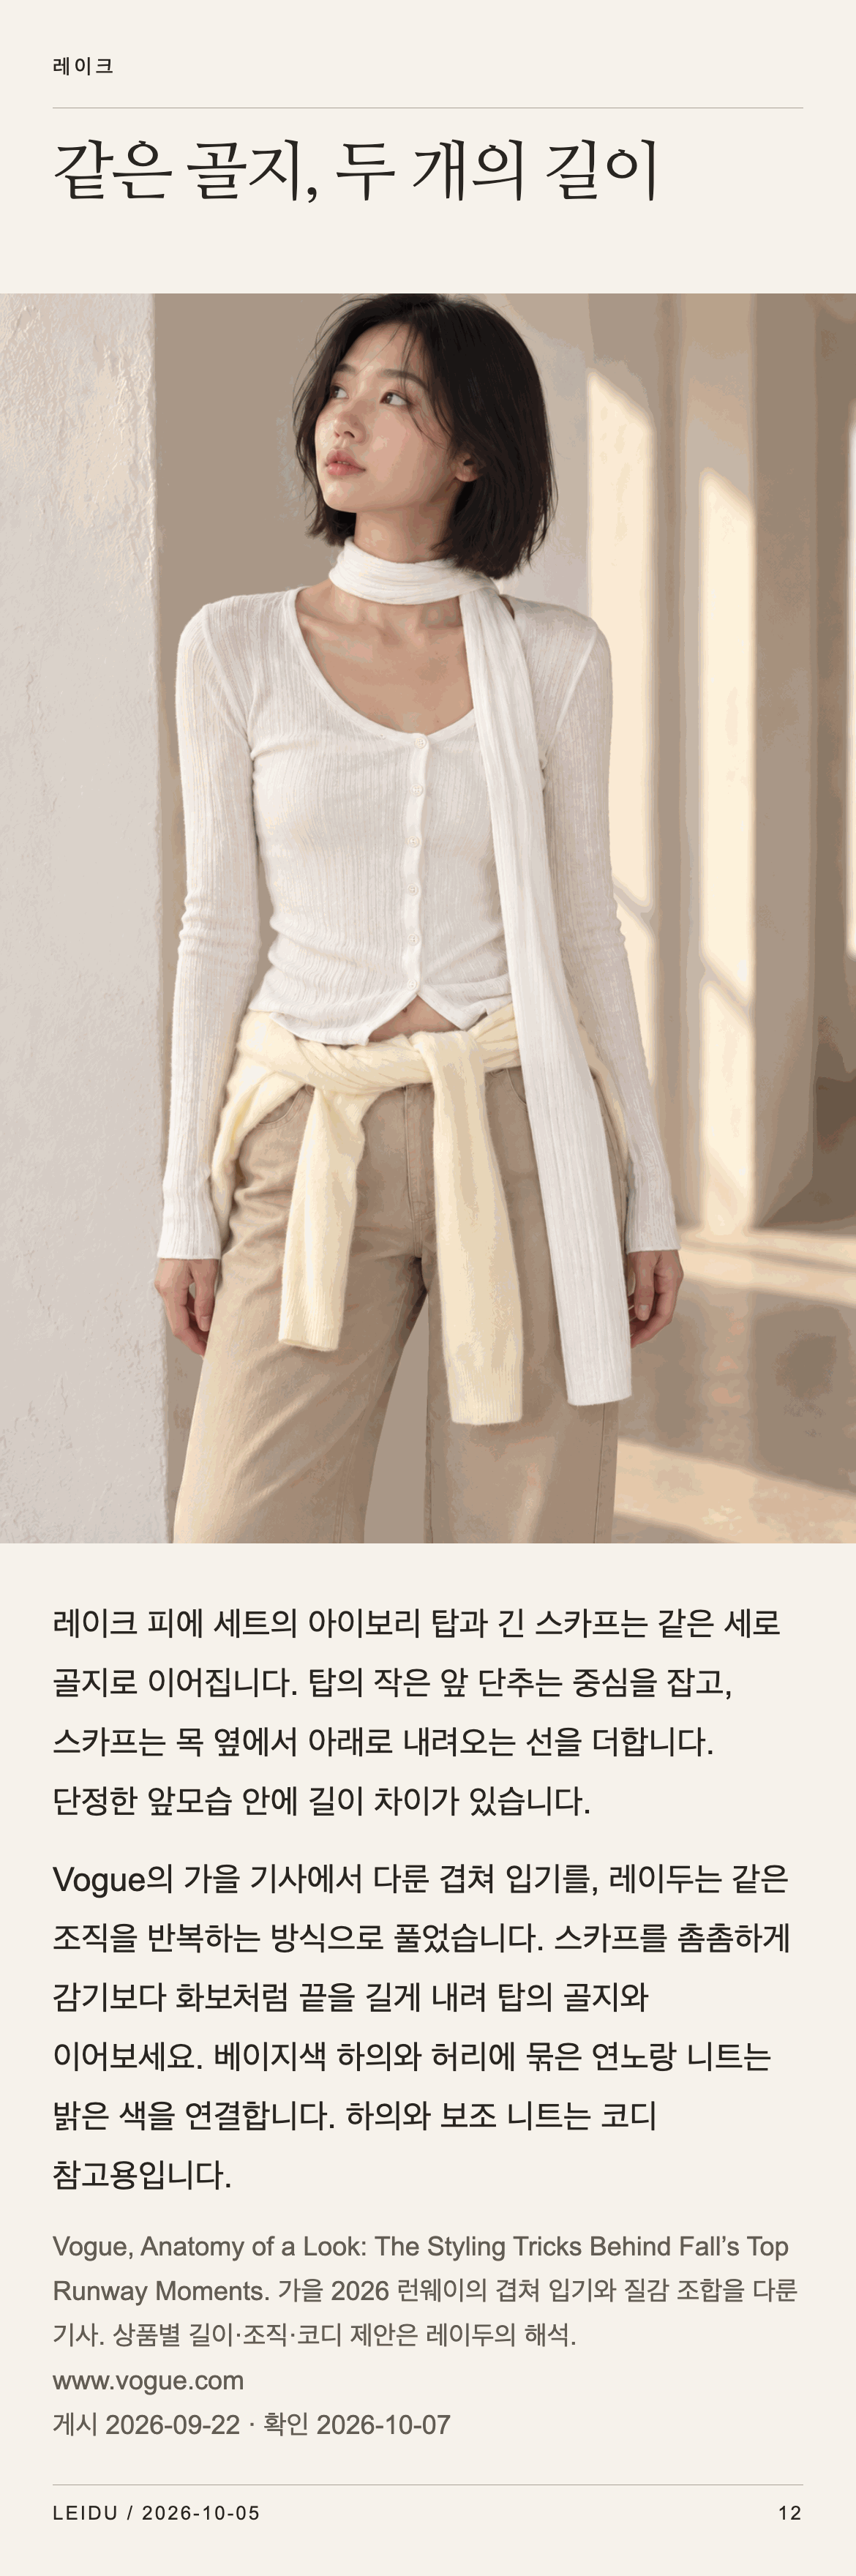 레이크
같은 골지, 두 개의 길이
레이크 피에 세트의 아이보리 탑과 긴 스카프는 같은 세로
골지로 이어집니다. 탑의 작은 앞 단추는 중심을 잡고,
스카프는 목 옆에서 아래로 내려오는 선을 더합니다.
단정한 앞모습 안에 길이 차이가 있습니다.
Vogue의 가을 기사에서 다룬 겹쳐 입기를, 레이두는 같은
조직을 반복하는 방식으로 풀었습니다. 스카프를 촘촘하게
감기보다 화보처럼 끝을 길게 내려 탑의 골지와
이어보세요. 베이지색 하의와 허리에 묶은 연노랑 니트는
밝은 색을 연결합니다. 하의와 보조 니트는 코디
참고용입니다.
Vogue, Anatomy of a Look: The Styling Tricks Behind Fall’s Top
Runway Moments. 가을 2026 런웨이의 겹쳐 입기와 질감 조합을 다룬
기사. 상품별 길이·조직·코디 제안은 레이두의 해석.
www.vogue.com
게시 2026-09-22 · 확인 2026-10-07
LEIDU / 2026-10-05
12